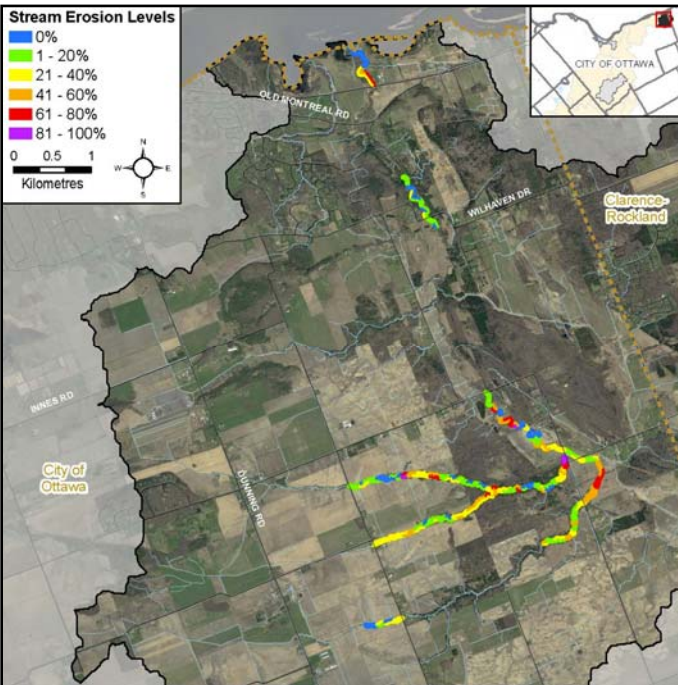 Stream Erosion Levels
0%
1 - 20%
21 - 40%
41 - 60%
61 - 80%
81 - 100%
0 0.5 1
Kilometres
N
W E
S
CITY OF OTTAWA
OLD MONTREAL RD
WILHAVEN DR
Clarence-
Rockland
INNES RD
City of
Ottawa
DUNNING RD